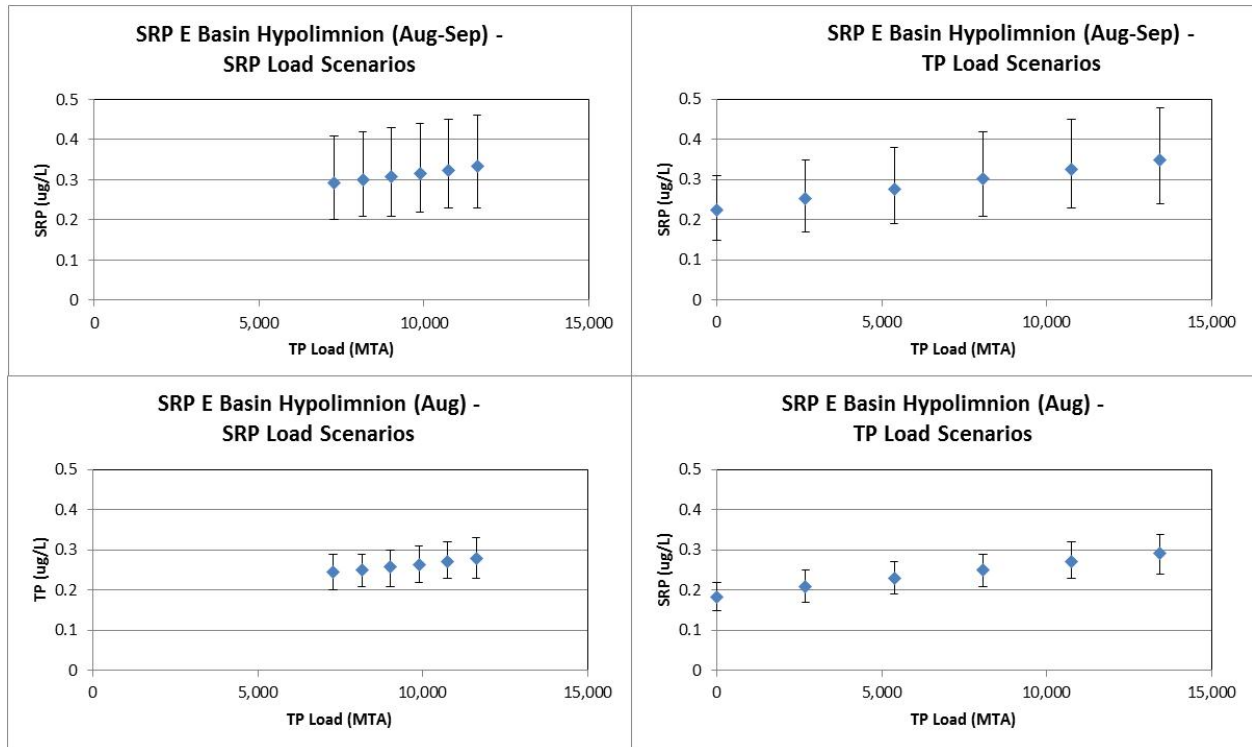 SRP E Basin Hypolimnion (Aug-Sep) -
SRP Load Scenarios
0.5
0.4
0.3
0.2
0.1
0
SRP (ug/L)
0
5,000
10,000
15,000
TP Load (MTA)
SRP E Basin Hypolimnion (Aug-Sep) -
TP Load Scenarios
0.5
0.4
0.3
0.2
0.1
0
SRP (ug/L)
0
5,000
10,000
15,000
TP Load (MTA)
SRP E Basin Hypolimnion (Aug) -
SRP Load Scenarios
0.5
0.4
0.3
0.2
0.1
0
TP (ug/L)
0
5,000
10,000
15,000
TP Load (MTA)
SRP E Basin Hypolimnion (Aug) -
TP Load Scenarios
0.5
0.4
0.3
0.2
0.1
0
SRP (ug/L)
0
5,000
10,000
15,000
TP Load (MTA)